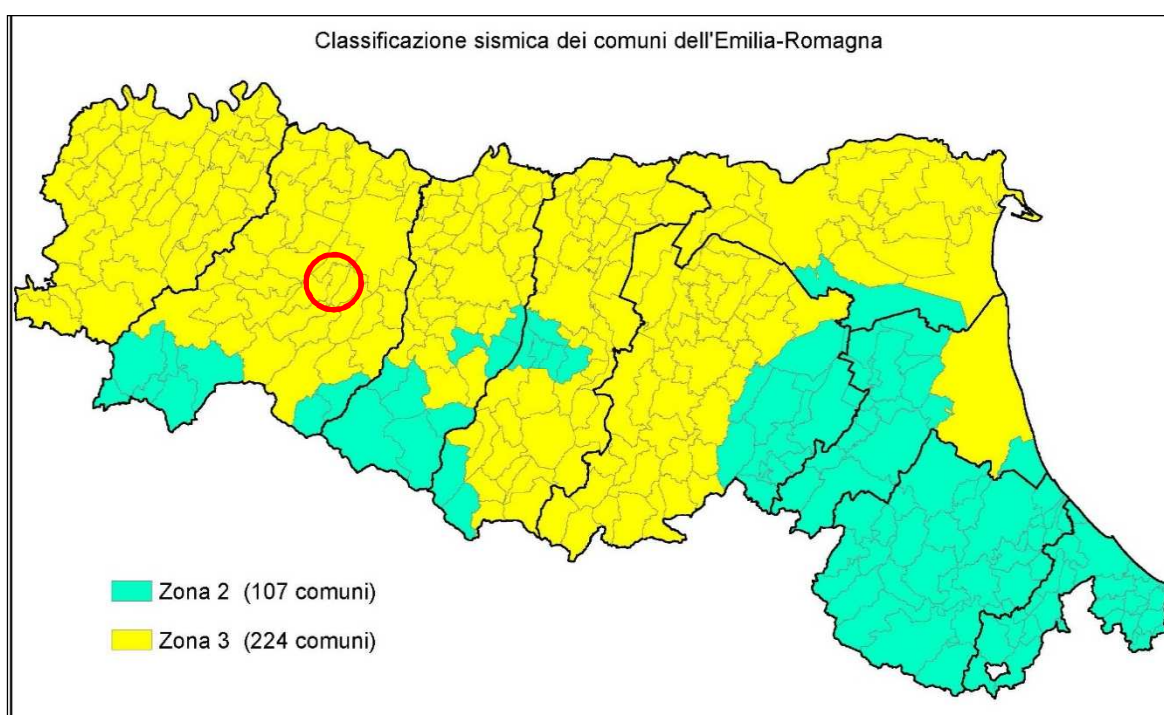 Classificazione sismica dei comuni dell'Emilia-Romagna
Zona 2 (107 comuni)
Zona 3 (224 comuni)